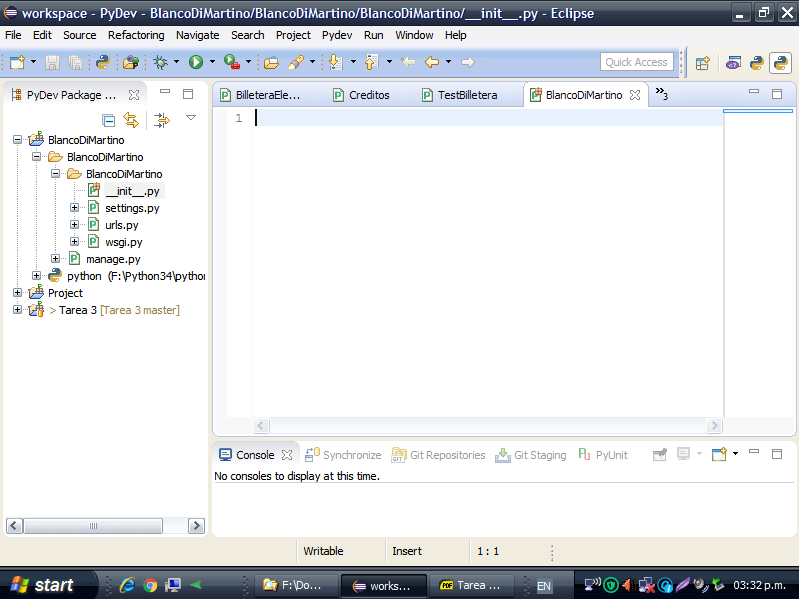 workspace - PyDev - BlancoDiMartino/BlancoDiMartino/BlancoDiMartino/__init__.py - Eclipse
File Edit Source Refactoring Navigate Search Project Pydev Run Window Help
Quick Access
PyDev Package ...
BilleteraEle...
Creditos
TestBilletera
BlancoDiMartino
»3
1
BlancoDiMartino
BlancoDiMartino
BlancoDiMartino
__init__.py
settings.py
urls.py
wsgi.py
manage.py
python (F:\Python34\python
Project
> Tarea 3 [Tarea 3 master]
Console
Synchronize
Git Repositories
Git Staging
PyUnit
No consoles to display at this time.
Writable
Insert
1 : 1
start
F:\Do...
works...
Tarea ...
EN
03:32 p.m.